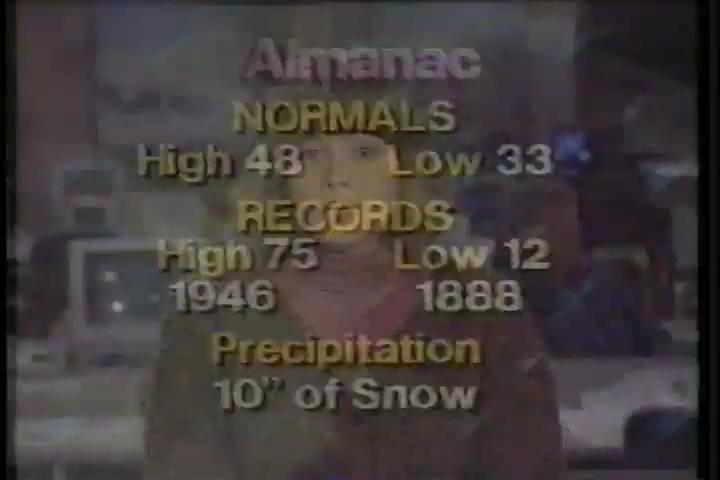 Almanac
NORMALS
High 48 Low 33
RECORDS
High 75 Low 12
1946 1888
Precipitation
10" of Snow